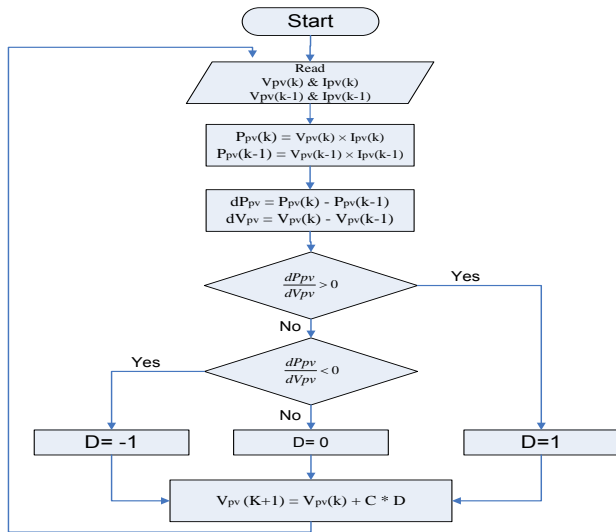 Start
Read
Vpv(k) & Ipv(k)
Vpv(k-1) & Ipv(k-1)
Ppv(k) = Vpv(k) × Ipv(k)
Ppv(k-1) = Vpv(k-1) × Ipv(k-1)
dPpv = Ppv(k) - Ppv(k-1)
dVpv = Vpv(k) - Vpv(k-1)
dPpv/dVpv > 0
Yes
No
dPpv/dVpv < 0
Yes
No
D= -1
D= 0
D=1
Vpv (K+1) = Vpv(k) + C * D